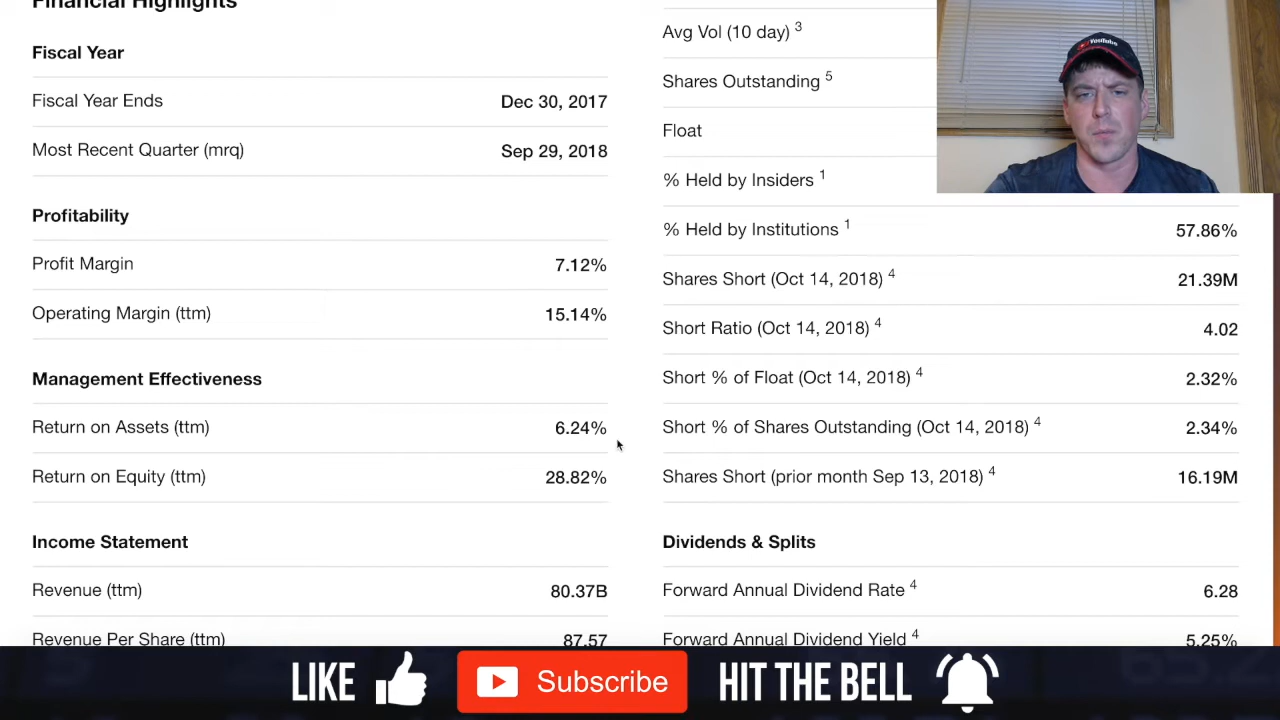 Financial Highlights
Fiscal Year
Fiscal Year Ends Dec 30, 2017
Most Recent Quarter (mrq) Sep 29, 2018
Profitability
Profit Margin 7.12%
Operating Margin (ttm) 15.14%
Management Effectiveness
Return on Assets (ttm) 6.24%
Return on Equity (ttm) 28.82%
Income Statement
Revenue (ttm) 80.37B
Revenue Per Share (ttm) 87.57
Avg Vol (10 day) 3
Shares Outstanding 5
Float
% Held by Insiders 1
% Held by Institutions 1 57.86%
Shares Short (Oct 14, 2018) 4 21.39M
Short Ratio (Oct 14, 2018) 4 4.02
Short % of Float (Oct 14, 2018) 4 2.32%
Short % of Shares Outstanding (Oct 14, 2018) 4 2.34%
Shares Short (prior month Sep 13, 2018) 4 16.19M
Dividends & Splits
Forward Annual Dividend Rate 4 6.28
Forward Annual Dividend Yield 4 5.25%
YouTube
LIKE Subscribe HIT THE BELL